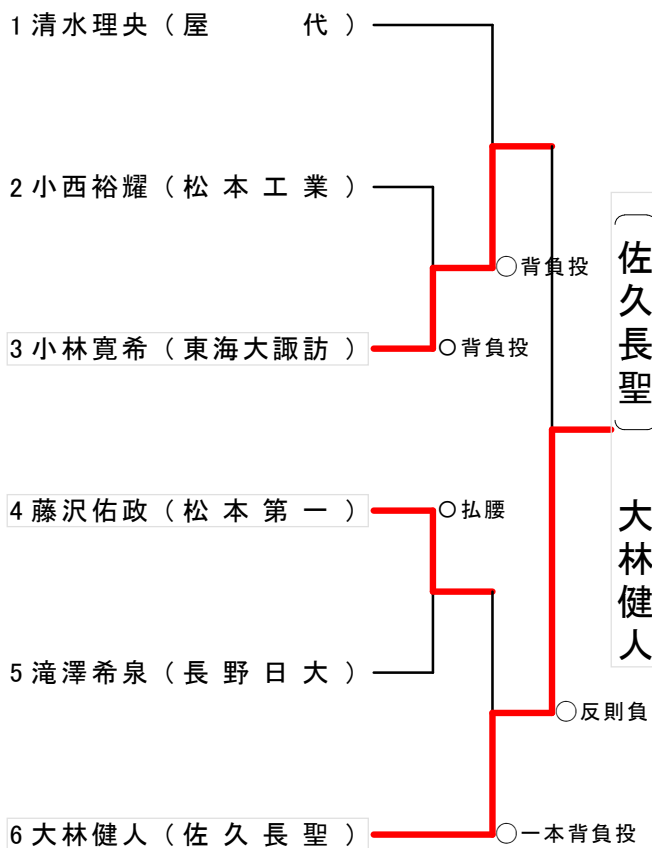 1 清水理央（屋　　　代）
2 小西裕耀（松本工業）
○背負投
3 小林寛希（東海大諏訪）
○背負投
4 藤沢佑政（松本第一）
○払腰
5 滝澤希泉（長野日大）
○反則負
6 大林健人（佐久長聖）
○一本背負投
（佐久長聖）　大林健人